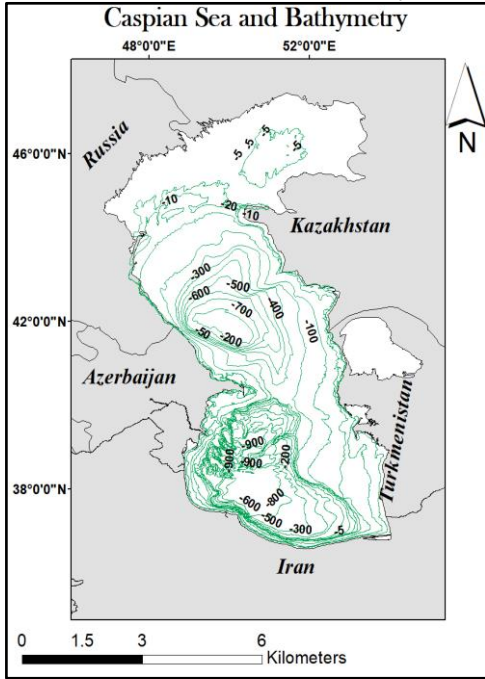 Caspian Sea and Bathymetry
48°0'0"E 52°0'0"E
N
Russia
46°0'0"N
-5
-5
-5
-5
-10
-20
-10
Kazakhstan
-300
-500
-600
-400
-700
-100
42°0'0"N
-50
-200
Azerbaijan
Turkmenistan
-900
-900
-900
-200
38°0'0"N
-800
-600
-500
-300
-5
Iran
0 1.5 3 6
Kilometers